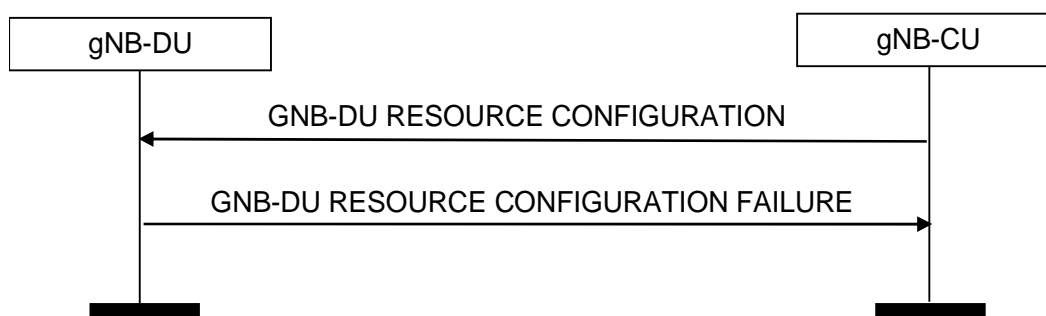 gNB-DU
gNB-CU
GNB-DU RESOURCE CONFIGURATION
GNB-DU RESOURCE CONFIGURATION FAILURE